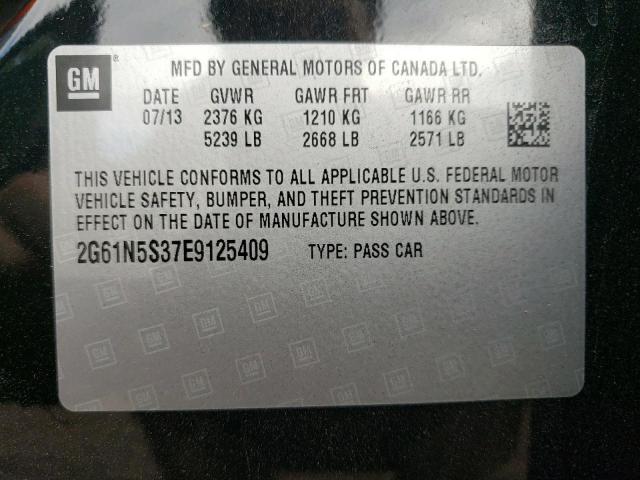 GM
MFD BY GENERAL MOTORS OF CANADA LTD.
DATE GVWR GAWR FRT GAWR RR
07/13 2376 KG 1210 KG 1166 KG
5239 LB 2668 LB 2571 LB
THIS VEHICLE CONFORMS TO ALL APPLICABLE U.S. FEDERAL MOTOR
VEHICLE SAFETY, BUMPER, AND THEFT PREVENTION STANDARDS IN
EFFECT ON THE DATE OF MANUFACTURE SHOWN ABOVE.
2G61N5S37E9125409 TYPE: PASS CAR